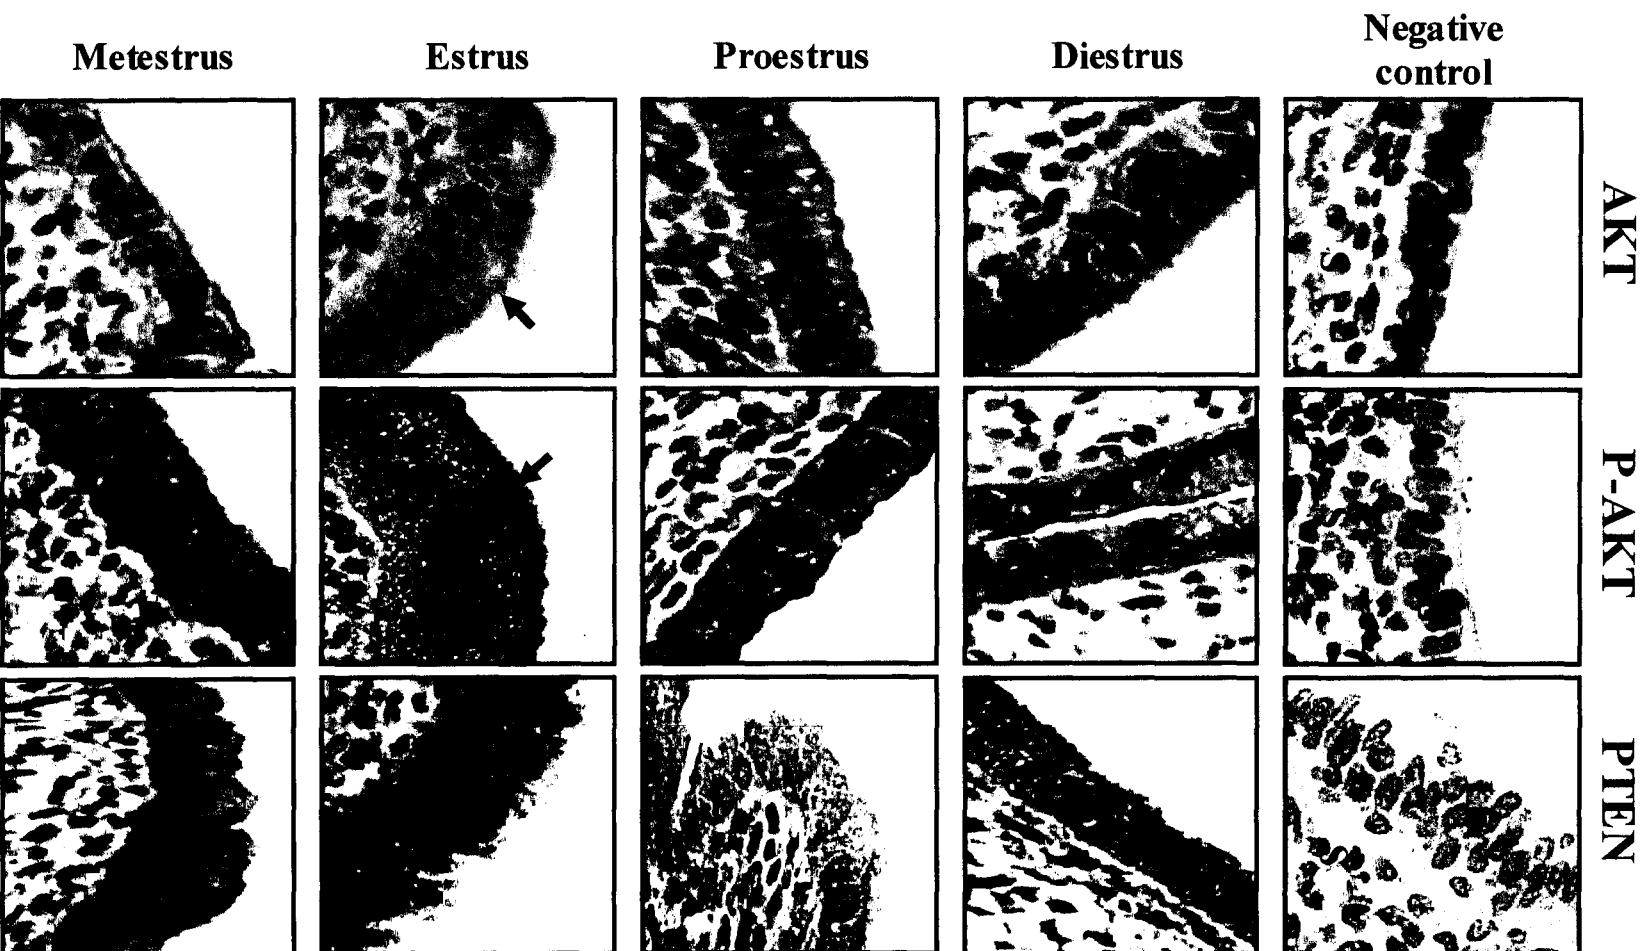 Metestrus
Estrus
Proestrus
Diestrus
Negative
control
AKT
S
P-AKT
PTEN
S